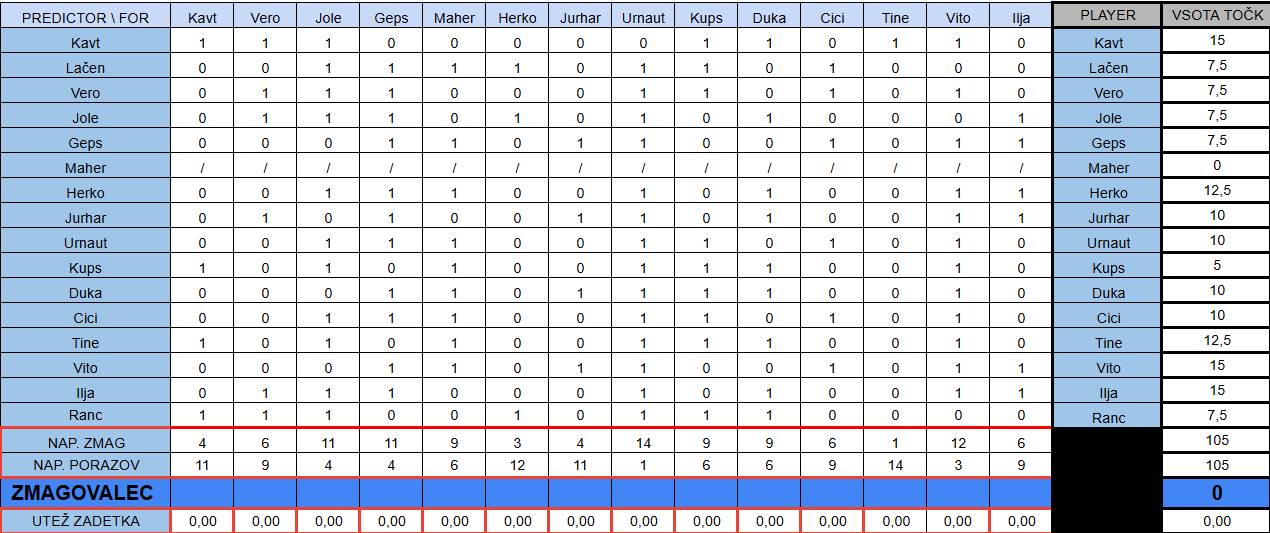 PREDICTOR \ FOR Kavt Vero Jole Geps Maher Herko Jurhar Urnaut Kups Duka Cici Tine Vito Ilja PLAYER VSOTA TOČK
Kavt 1 1 1 0 0 0 0 0 1 1 0 1 1 0 Kavt 15
Lačen 0 0 1 1 1 1 0 1 1 0 1 0 0 0 Lačen 7,5
Vero 0 1 1 1 1 0 0 1 1 0 1 0 1 0 Vero 7,5
Jole 0 1 1 1 0 1 0 1 0 1 0 0 0 1 Jole 7,5
Geps 0 0 0 1 1 0 1 1 0 0 1 0 1 1 Geps 7,5
Maher / / / / / / / / / / / / / / Maher 0
Herko 0 0 1 1 1 0 0 1 0 1 0 0 1 1 Herko 12,5
Jurhar 0 1 0 1 0 0 1 1 0 1 0 0 1 1 Jurhar 10
Urnaut 0 0 1 1 1 0 0 1 1 0 1 0 1 0 Urnaut 10
Kups 1 0 1 0 1 0 0 1 1 1 0 0 1 0 Kups 5
Duka 0 0 0 1 1 0 1 1 1 1 0 0 1 0 Duka 10
Cici 0 0 1 1 1 0 0 1 1 0 1 0 1 0 Cici 10
Tine 1 0 1 0 1 0 0 1 1 1 0 0 1 0 Tine 12,5
Vito 0 0 0 1 1 0 1 1 0 0 1 0 1 1 Vito 15
Ilja 0 1 1 1 0 0 0 1 0 1 0 0 1 1 Ilja 15
Ranc 1 1 1 0 0 1 0 1 1 1 0 0 0 0 Ranc 7,5
NAP. ZMAG 4 6 11 11 9 3 4 14 9 9 6 1 12 6 105
NAP. PORAZOV 11 9 4 4 6 12 11 1 6 6 9 14 3 9 105
ZMAGOVALEC 0
UTEŽ ZADETKA 0,00 0,00 0,00 0,00 0,00 0,00 0,00 0,00 0,00 0,00 0,00 0,00 0,00 0,00 0,00